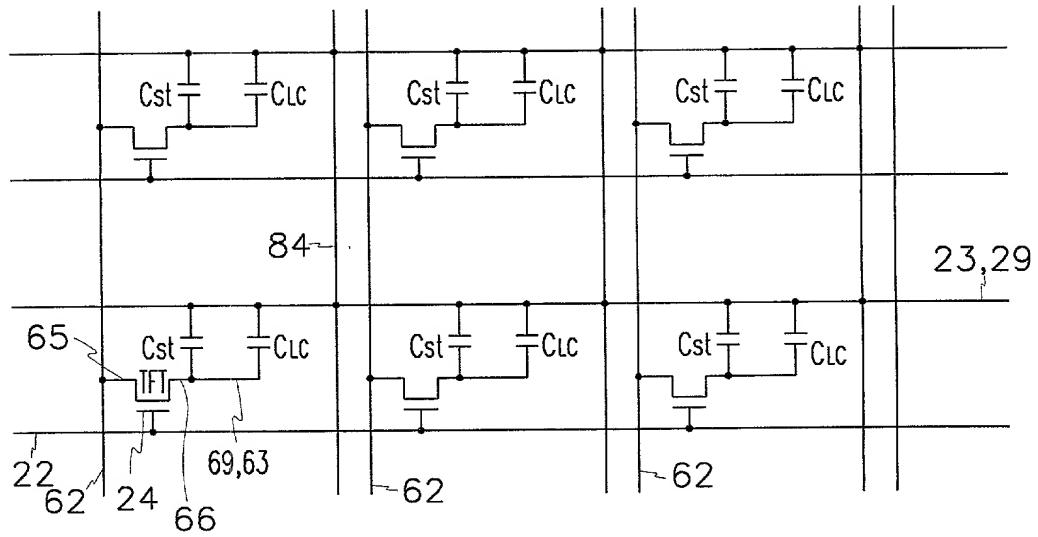 Cst CLC Cst CLC Cst CLC
84
23,29
65 Cst CLC Cst CLC Cst CLC
TFT
22 62 24 66 69,63 62 62